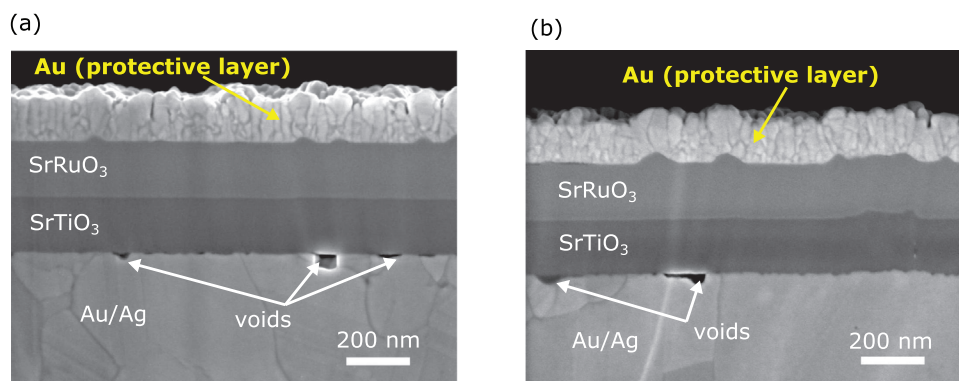 (a)
Au (protective layer)
SrRuO₃
SrTiO₃
Au/Ag
voids
200 nm
(b)
Au (protective layer)
SrRuO₃
SrTiO₃
Au/Ag
voids
200 nm